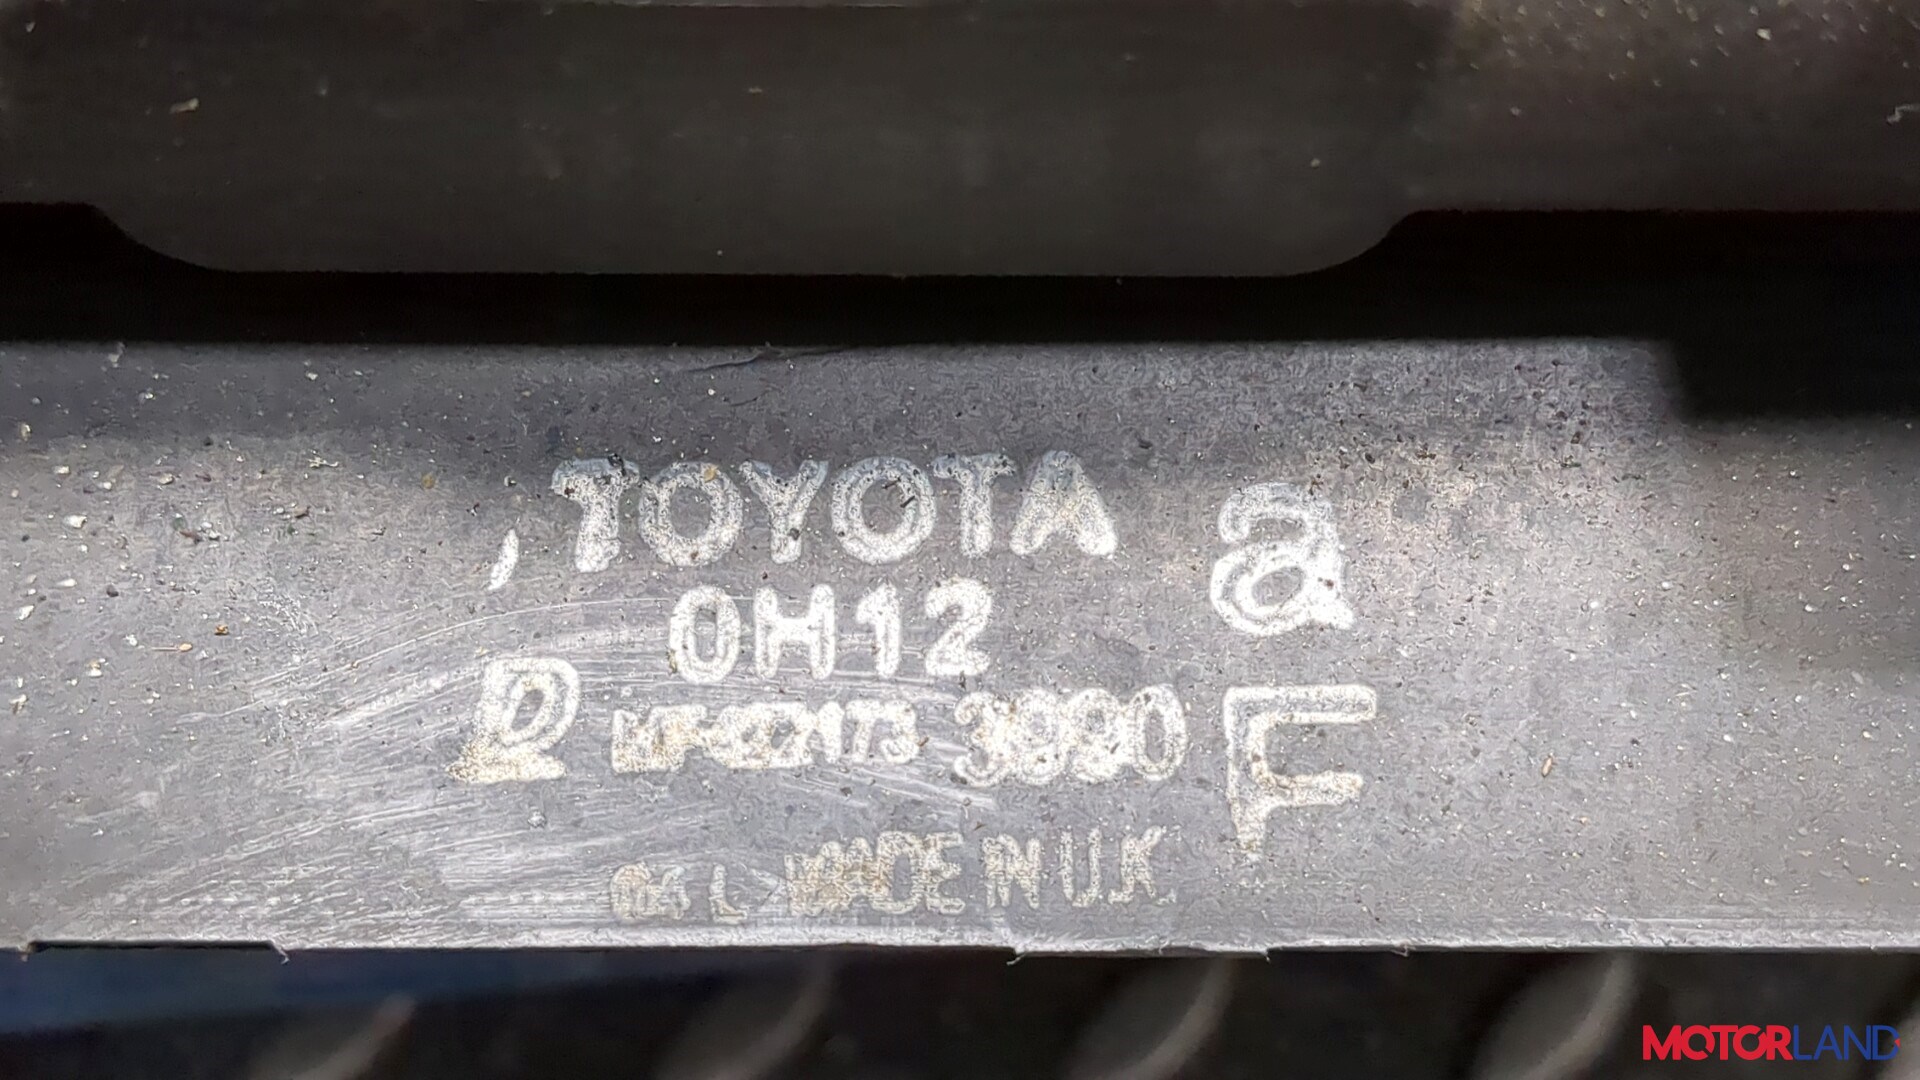 TOYOTA a
0H12
R 3990 F
MADE IN U.K.
MOTORLAND